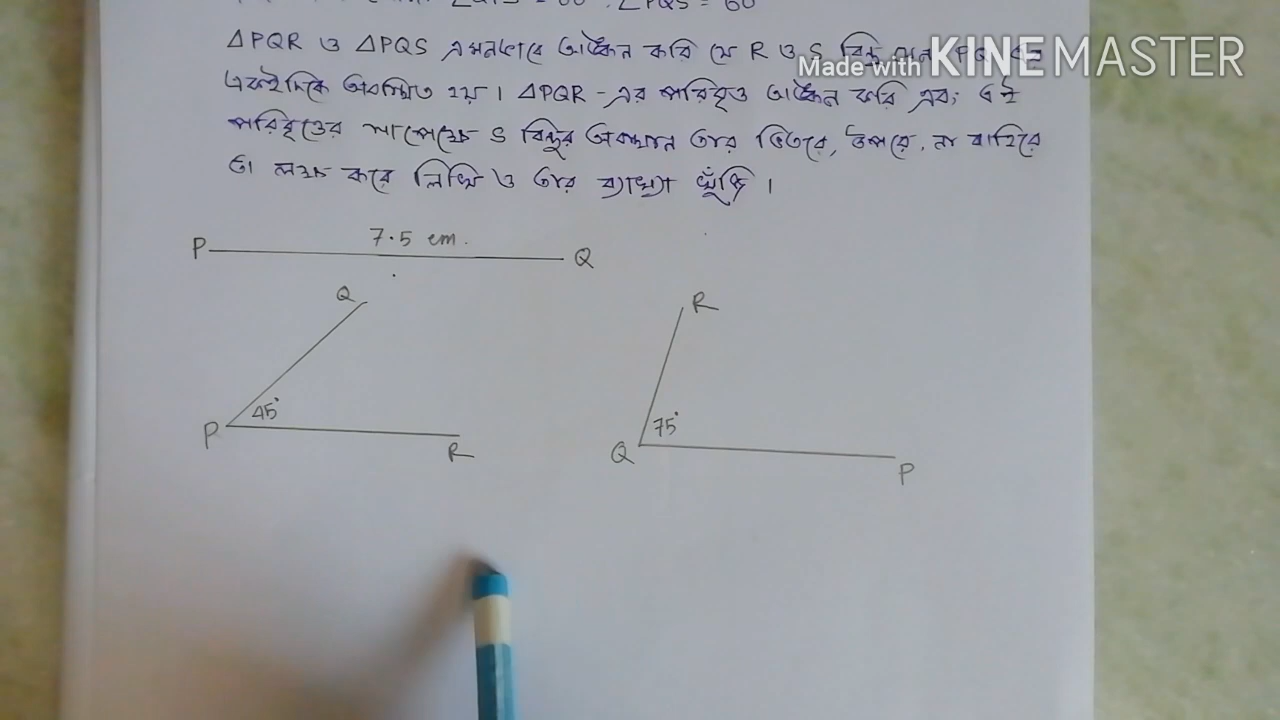 ∠PQS = 60°
△PQR ও △PQS এমনভাবে অঙ্কন করি যে R ও S বিন্দু
Made with KINEMASTER
একইদিকে অবস্থিত হয়। △PQR - এর পরিবৃত্ত অঙ্কন করি এবং এই
পরিবৃত্তের সাপেক্ষে S বিন্দুর অবস্থান তার ভিতরে, উপরে, না বাহিরে
তা লক্ষ্য করে লিখি ও তার ব্যাখ্যা খুঁজি।
P 7.5 cm. Q
Q
45°
P R
R
75°
Q P